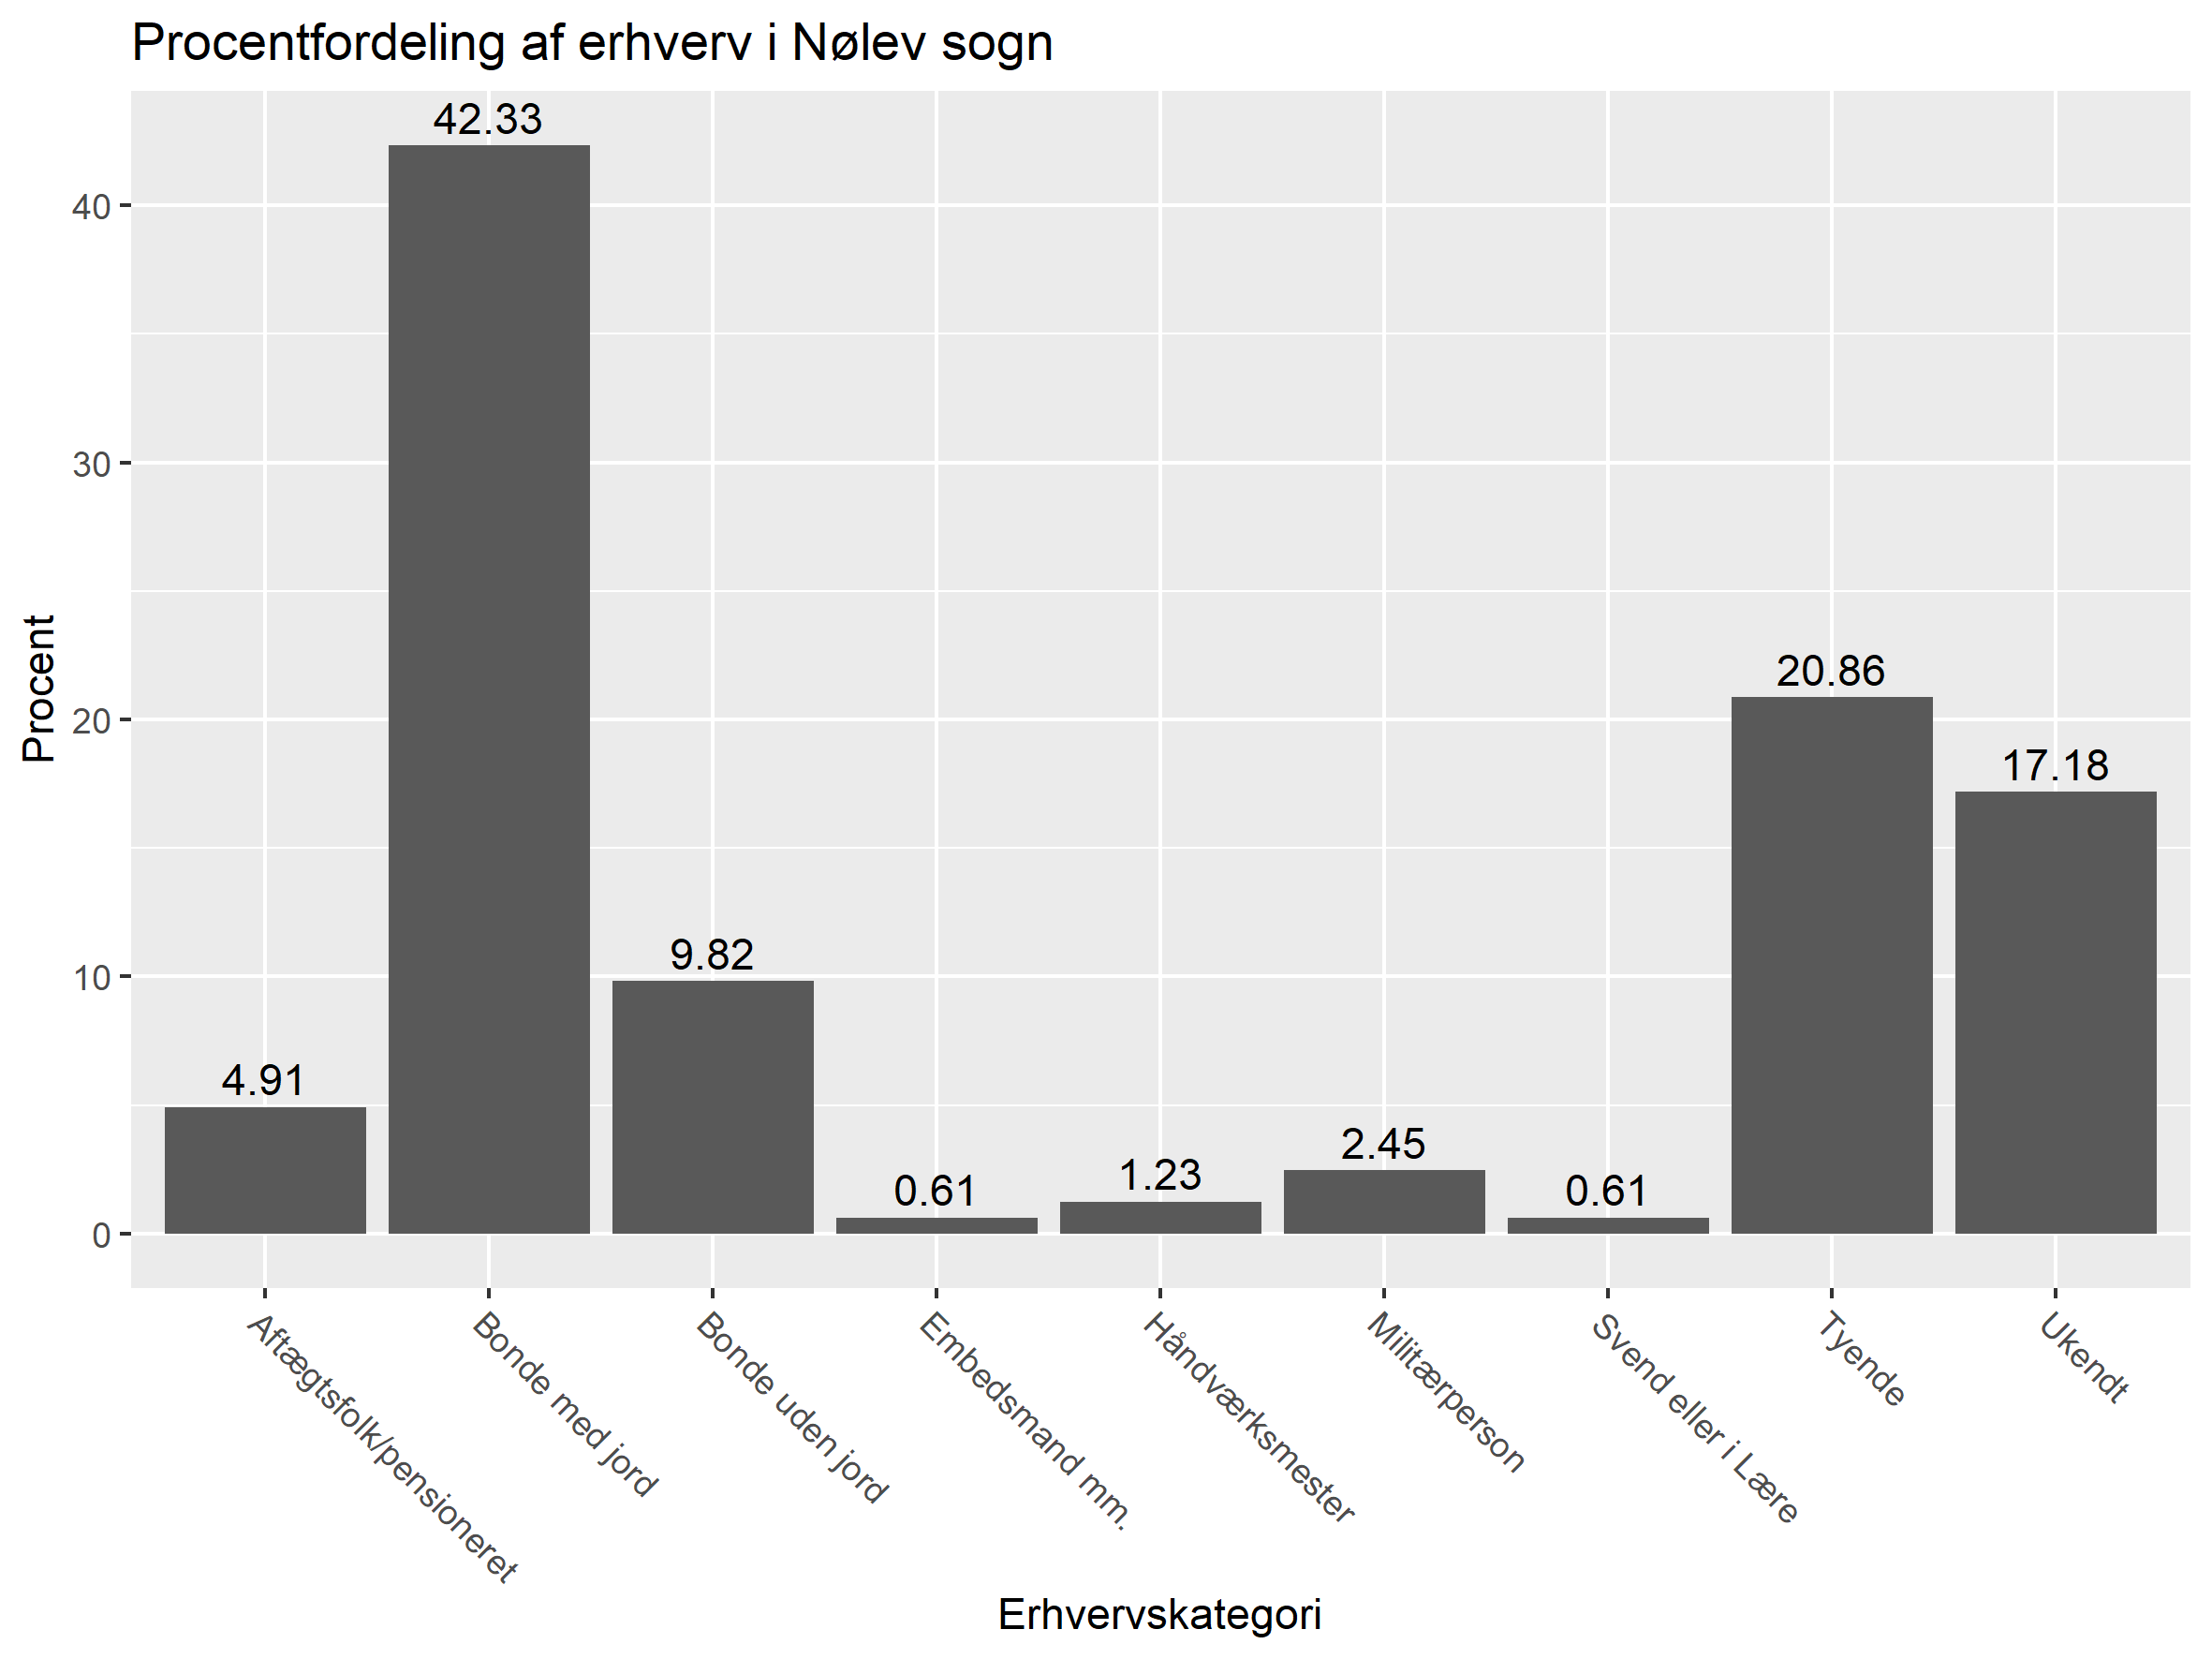 Procentfordeling af erhverv i Nølev sogn
42.33
40
30
20.86
20
17.18
9.82
10
4.91
2.45
1.23
0.61
0.61
0
Procent
Aftægtsfolk/pensioneret
Bonde med jord
Bonde uden jord
Embedsmand mm.
Håndværksmester
Militærperson
Svend eller i Lære
Tyende
Ukendt
Erhvervskategori